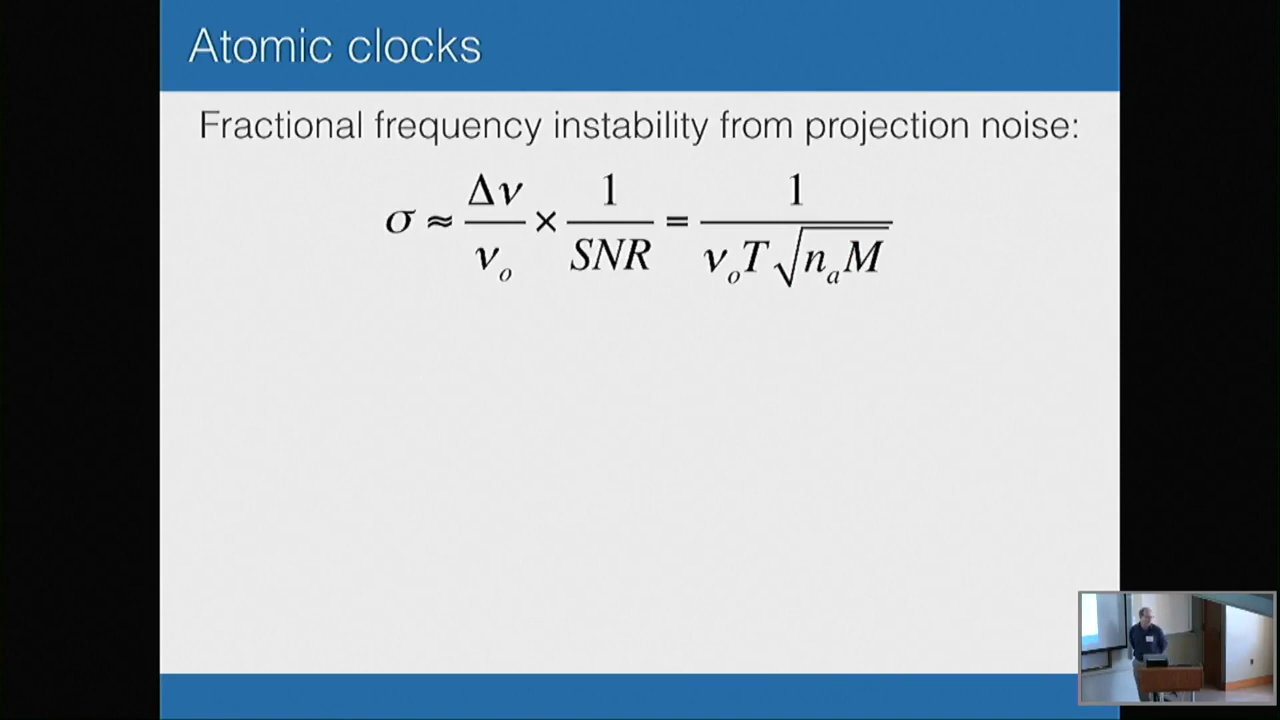 Atomic clocks
Fractional frequency instability from projection noise:
σ ≈ Δν/ν_o × 1/SNR = 1/(ν_o T √(n_a M))